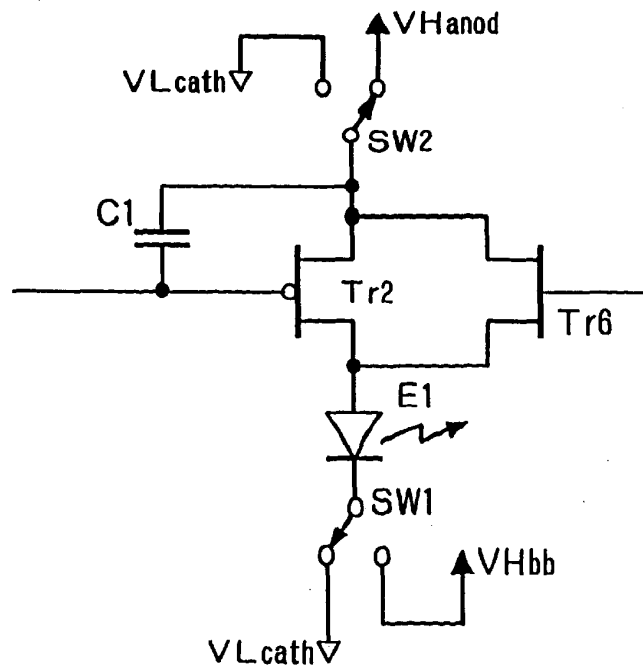 VHanod
VLcath
SW2
C1
Tr2
Tr6
E1
SW1
VHbb
VLcath